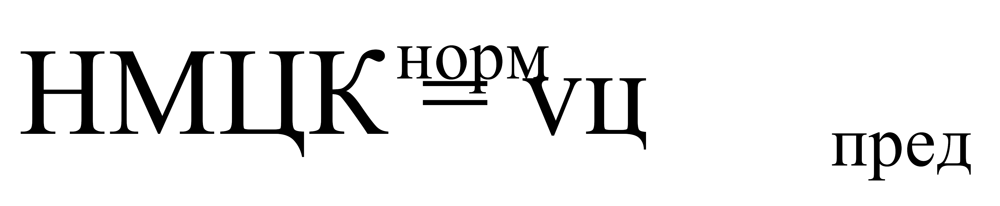 НМЦК норм = vц пред